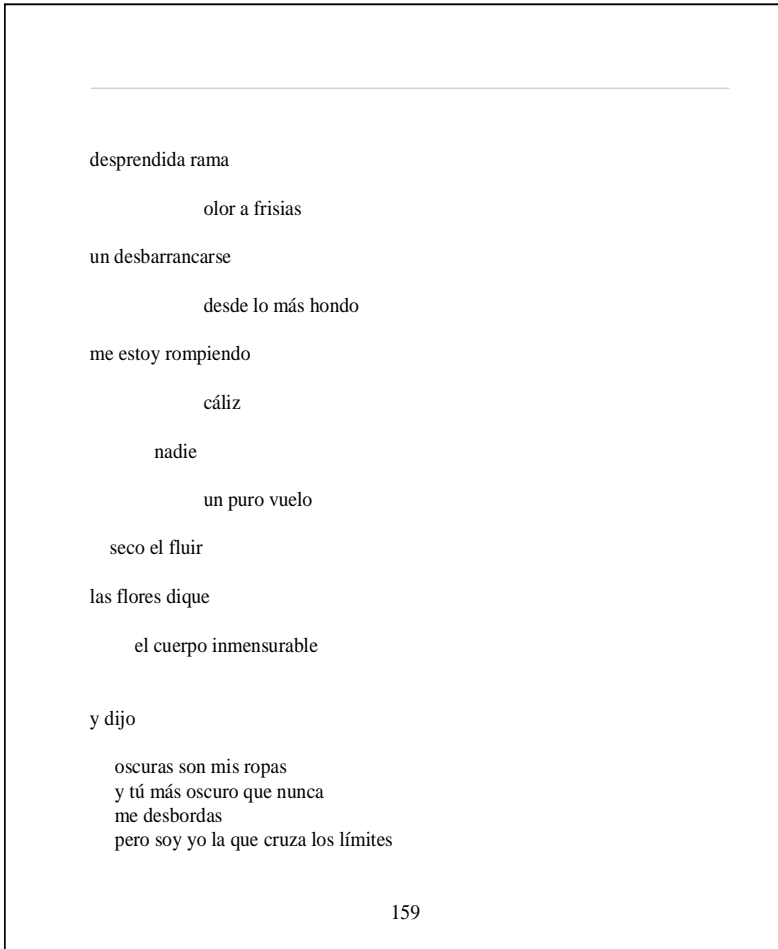 desprendida rama
olor a frisias
un desbarrancarse
desde lo más hondo
me estoy rompiendo
cáliz
nadie
un puro vuelo
seco el fluir
las flores dique
el cuerpo inmensurable
y dijo
oscuras son mis ropas
y tú más oscuro que nunca
me desbordas
pero soy yo la que cruza los límites
159